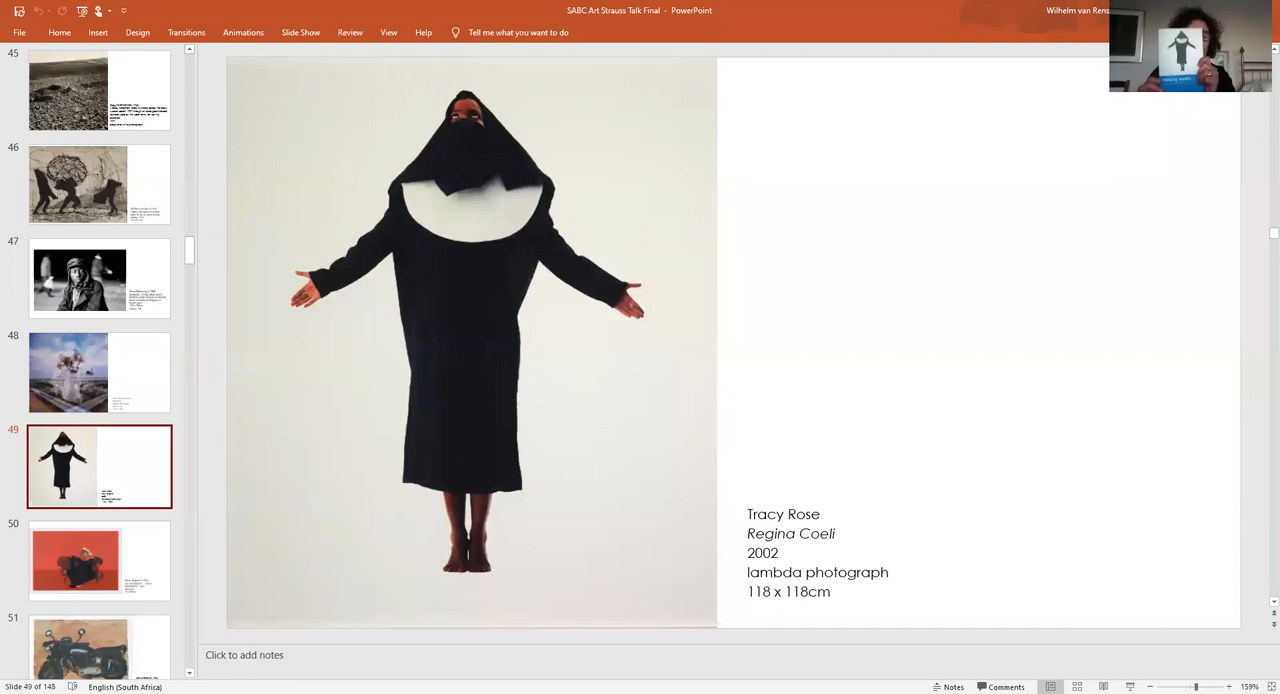 SABC Art Strauss Talk Final - PowerPoint
Wilhelm van Rens
File Home Insert Design Transitions Animations Slide Show Review View Help Tell me what you want to do
45
46
47
48
49
50
51
Tracy Rose
Regina Coeli
2002
lambda photograph
118 x 118cm
Click to add notes
Slide 49 of 148 English (South Africa) Notes Comments 159%